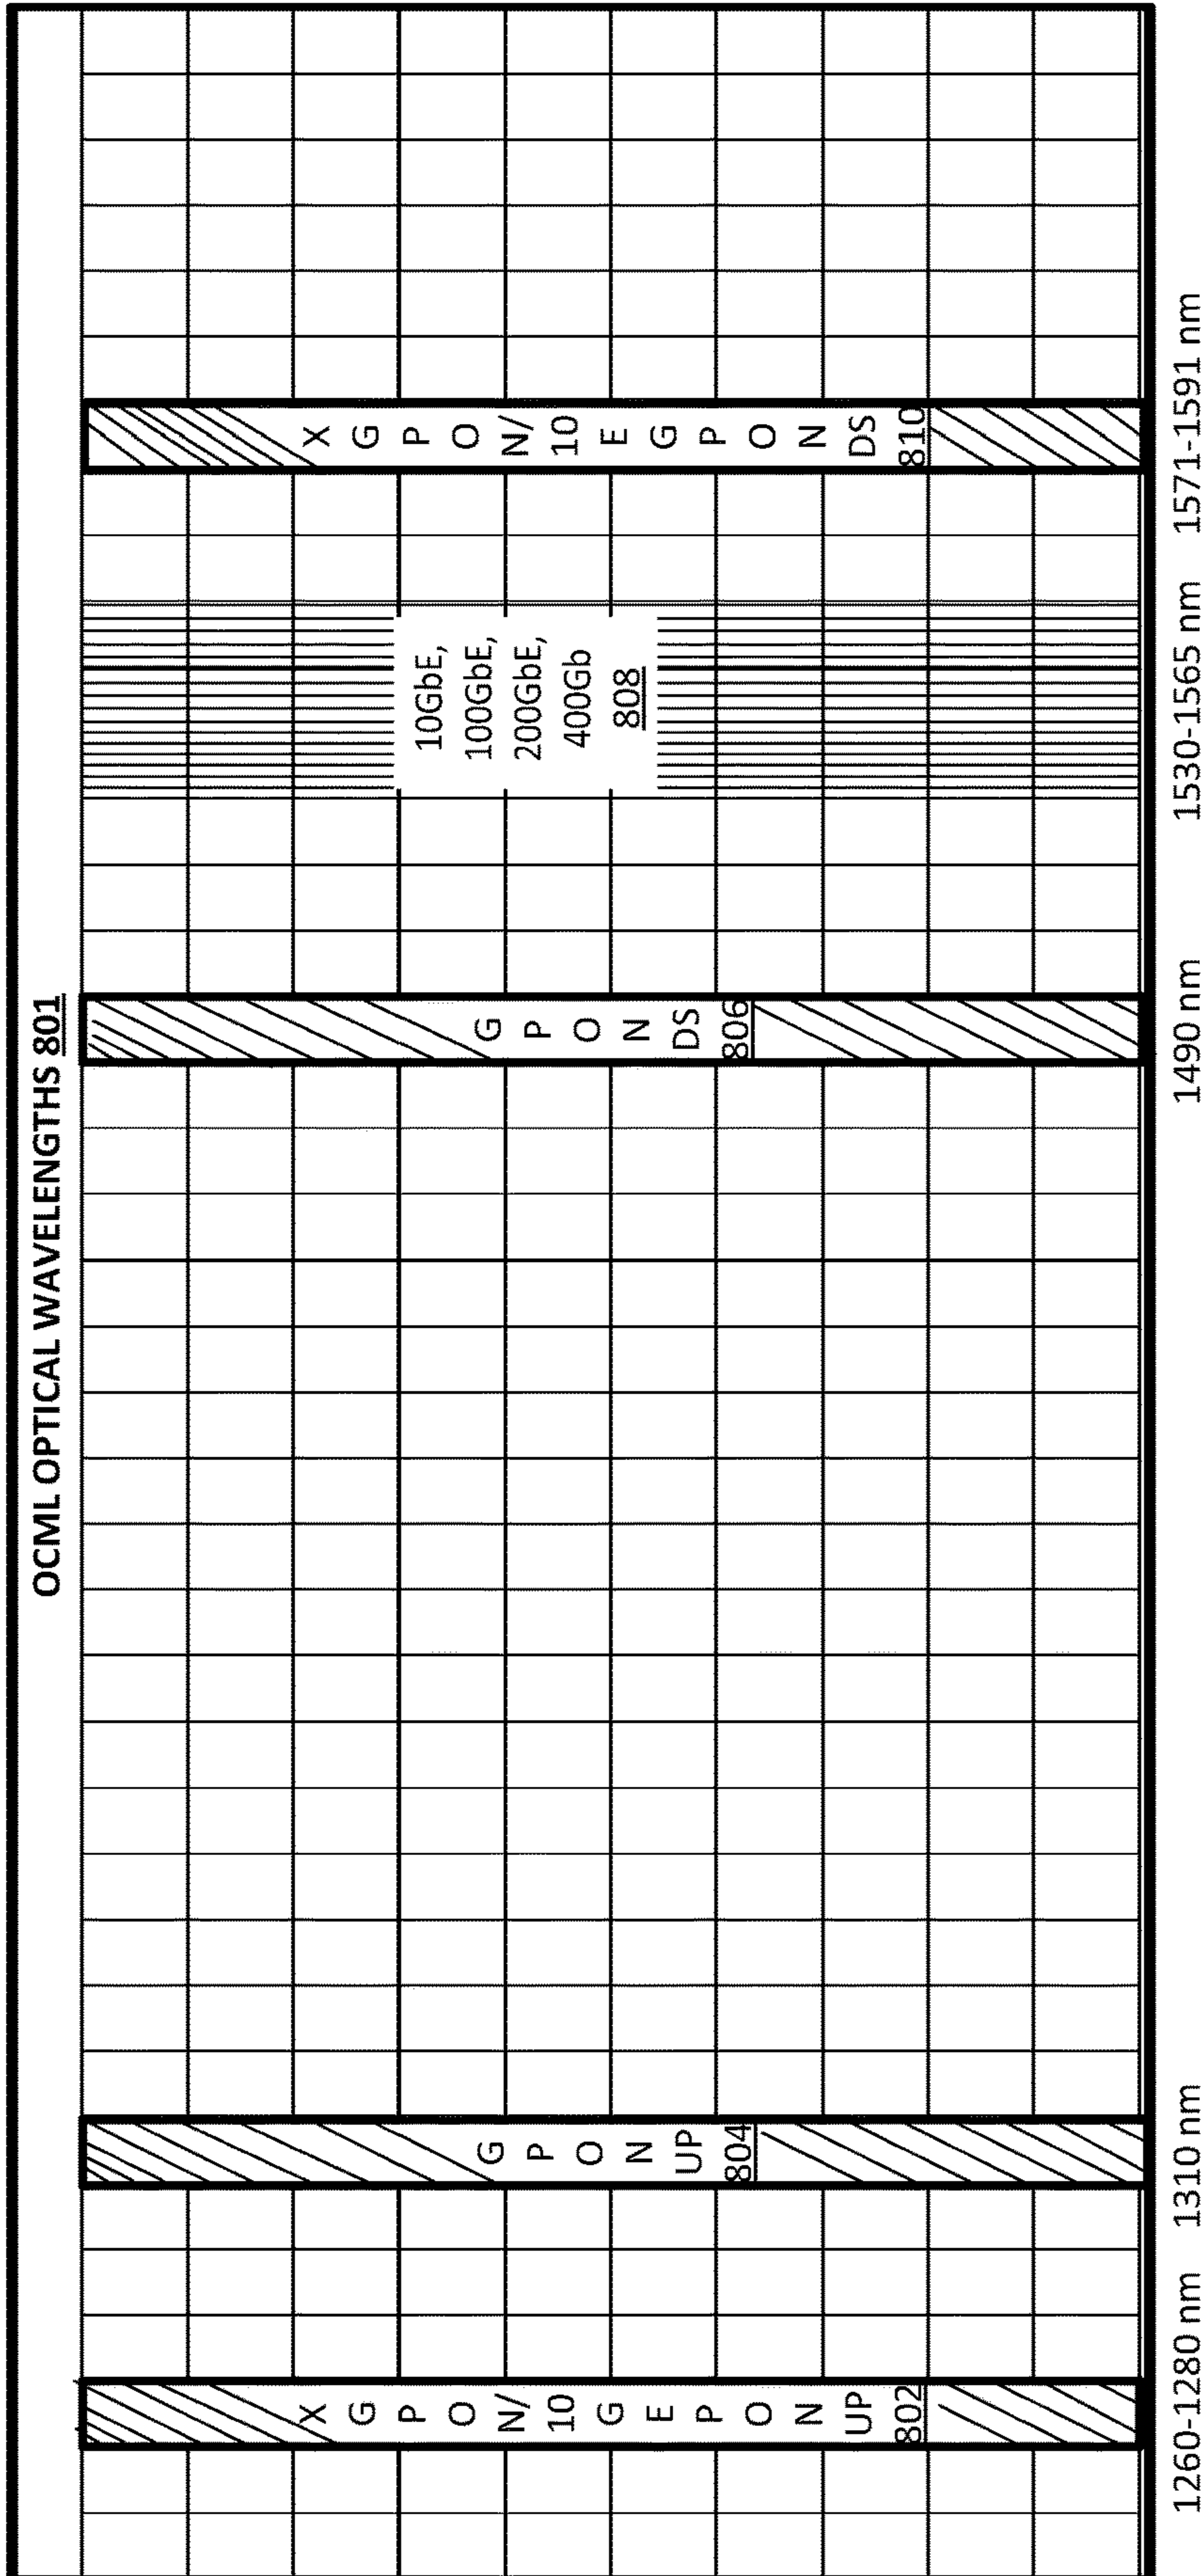 OCML OPTICAL WAVELENGTHS 801
X
G
P
O
N/
10
G
E
P
O
N
UP
802
G
P
O
N
UP
804
G
P
O
N
DS
806
10GbE,
100GbE,
200GbE,
400Gb
808
X
G
P
O
N/
10
E
G
P
O
N
DS
810
1260-1280 nm
1310 nm
1490 nm
1530-1565 nm
1571-1591 nm